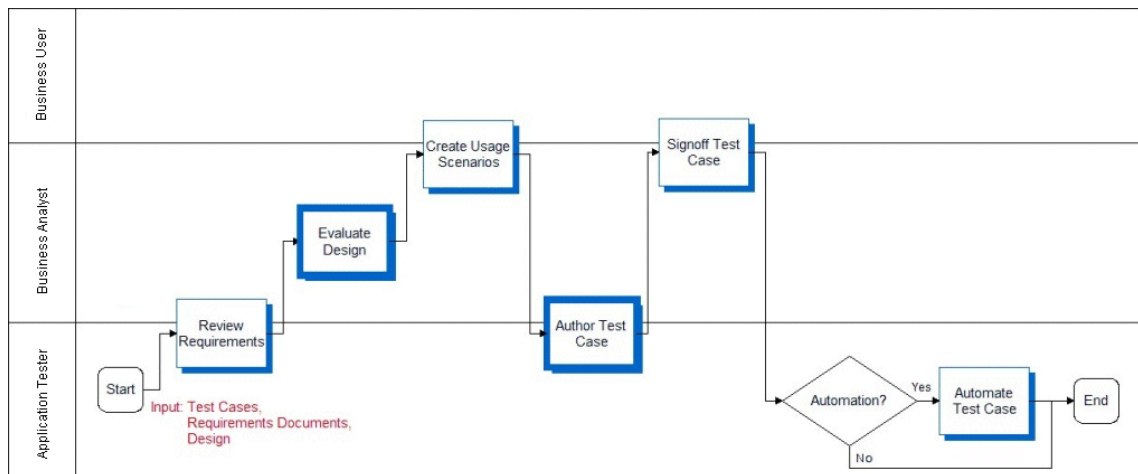 Business User
Business Analyst
Application Tester
Start
Review
Requirements
Input: Test Cases,
Requirements Documents,
Design
Evaluate
Design
Create Usage
Scenarios
Author Test
Case
Signoff Test
Case
Automation?
Yes
No
Automate
Test Case
End